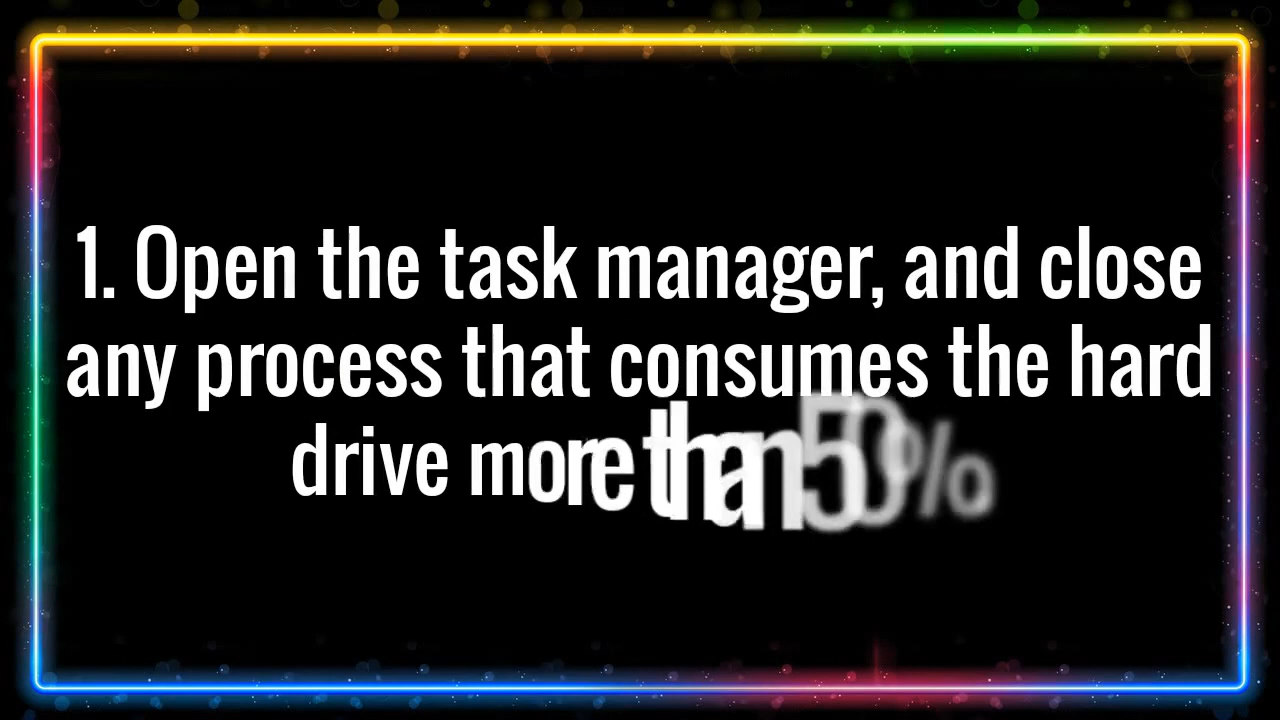 1. Open the task manager, and close
any process that consumes the hard
drive more than 50%